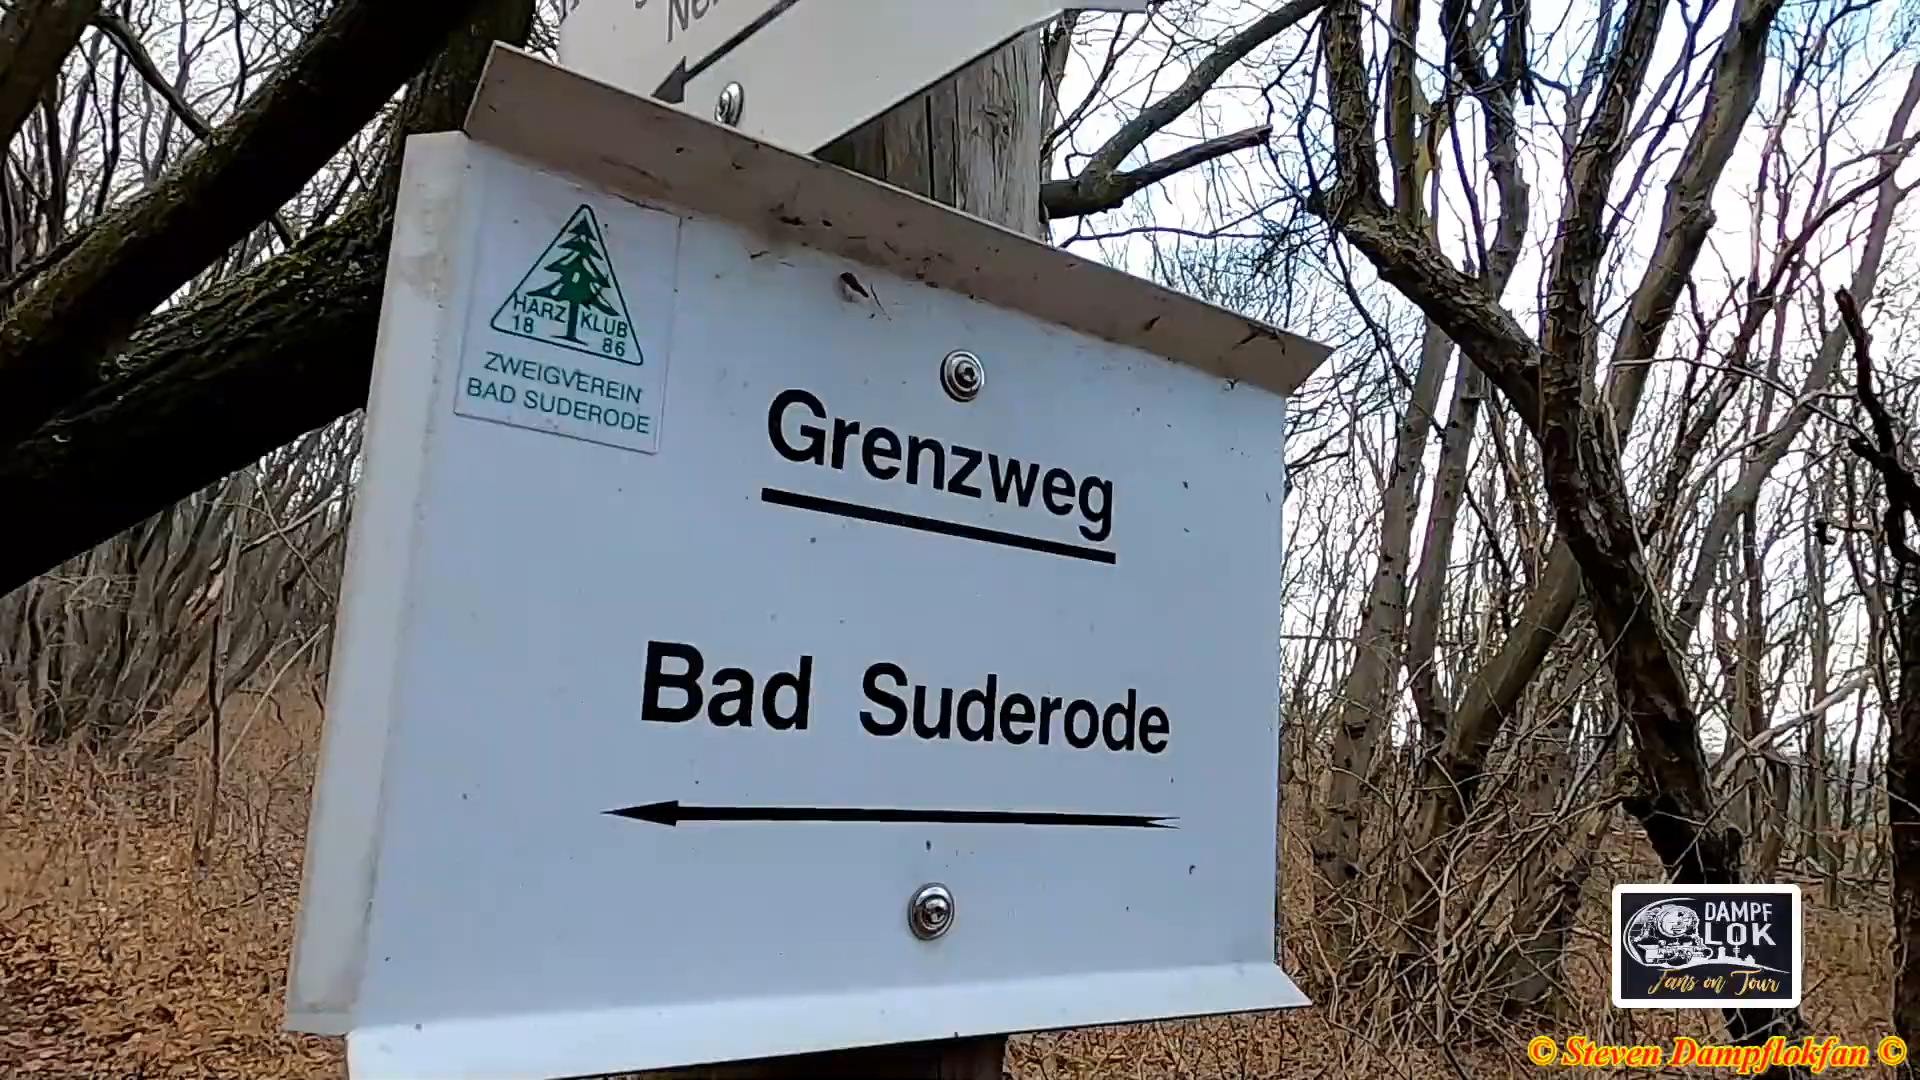 HARZ KLUB
18 86
ZWEIGVEREIN
BAD SUDERODE
Grenzweg
Bad Suderode
DAMPF
LOK
Fans on Tour
© Steven Dampflokfan ©